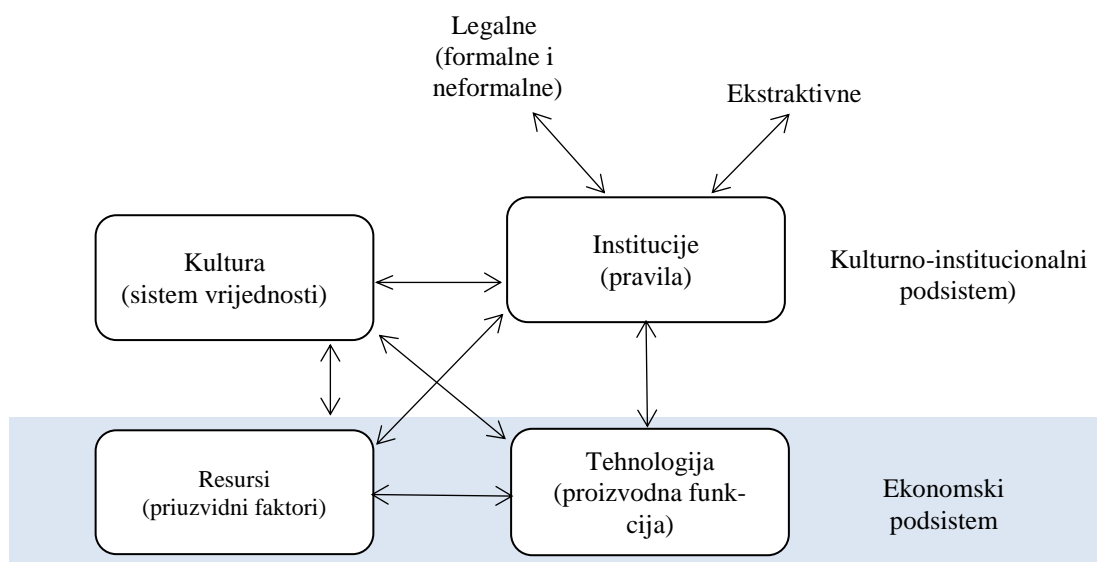 Legalne
(formalne i
neformalne)
Ekstraktivne
Kultura
(sistem vrijednosti)
Institucije
(pravila)
Kulturno-institucionalni
podsistem)
Resursi
(priuzvidni faktori)
Tehnologija
(proizvodna funk-
cija)
Ekonomski
podsistem